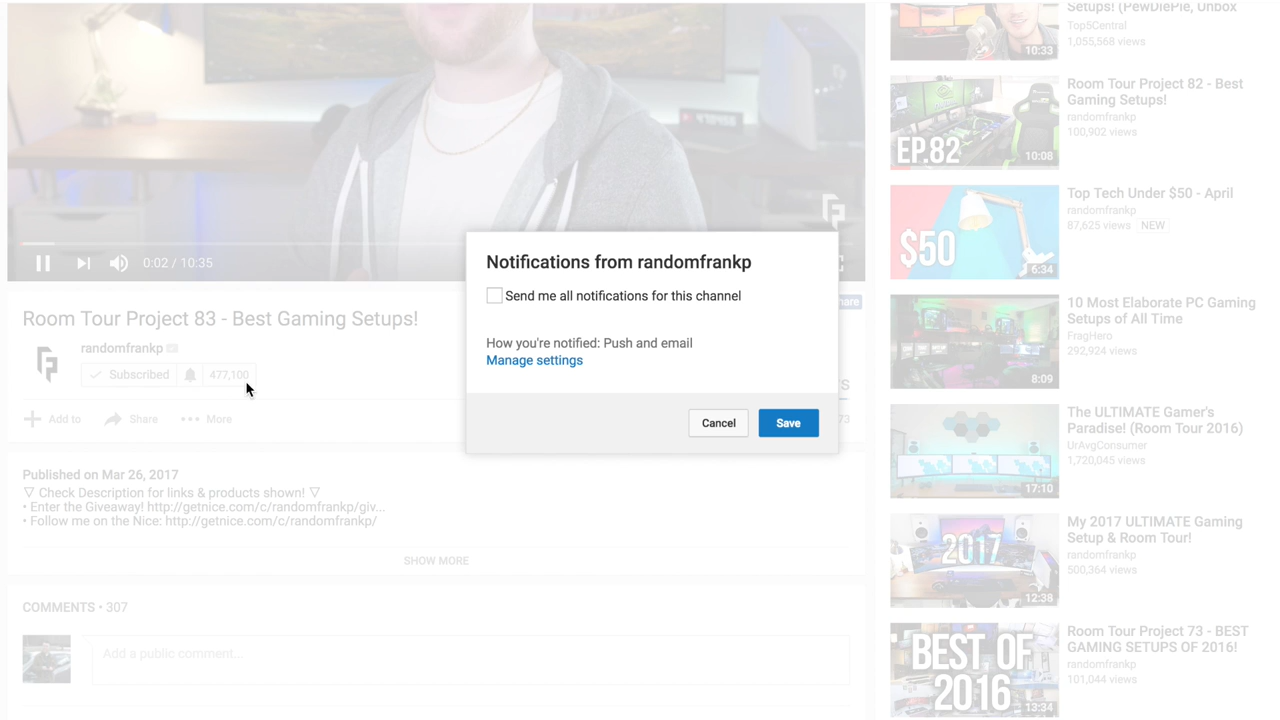 0:02 / 10:35
Room Tour Project 83 - Best Gaming Setups!
randomfrankp
Subscribed
477,100
Add to
Share
More
Published on Mar 26, 2017
▽ Check Description for links & products shown! ▽
• Enter the Giveaway! http://getnice.com/c/randomfrankp/giv...
• Follow me on the Nice: http://getnice.com/c/randomfrankp/
SHOW MORE
COMMENTS • 307
Add a public comment...
Notifications from randomfrankp
Send me all notifications for this channel
How you're notified: Push and email
Manage settings
Cancel
Save
Setups! (PewDiePie, Unbox
Top5Central
1,055,568 views
10:33
Room Tour Project 82 - Best
Gaming Setups!
randomfrankp
100,902 views
EP.82
10:08
Top Tech Under $50 - April
randomfrankp
87,625 views NEW
$50
6:34
10 Most Elaborate PC Gaming
Setups of All Time
FragHero
292,924 views
8:09
The ULTIMATE Gamer's
Paradise! (Room Tour 2016)
UrAvgConsumer
1,720,045 views
17:10
My 2017 ULTIMATE Gaming
Setup & Room Tour!
randomfrankp
500,364 views
2017
12:38
Room Tour Project 73 - BEST
GAMING SETUPS OF 2016!
randomfrankp
101,044 views
BEST OF
2016
13:34